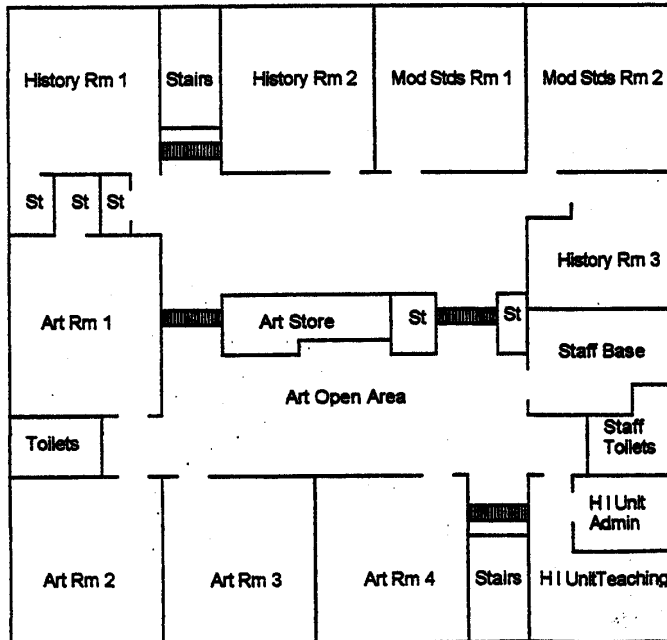 History Rm 1
Stairs
History Rm 2
Mod Stds Rm 1
Mod Stds Rm 2
St
St
St
History Rm 3
Art Rm 1
Art Store
St
St
Staff Base
Art Open Area
Toilets
Staff
Toilets
H I Unit
Admin
Art Rm 2
Art Rm 3
Art Rm 4
Stairs
H I UnitTeaching